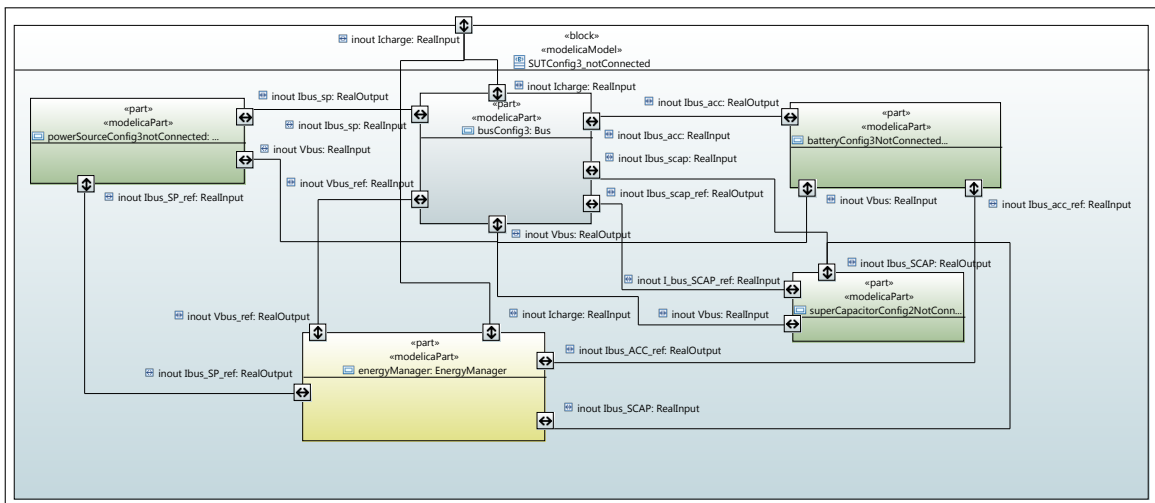 inout Icharge: RealInput
«block»
«modelicaModel»
SUTConfig3_notConnected
inout Icharge: RealInput
inout Ibus_sp: RealOutput
inout Ibus_acc: RealOutput
«part»
«modelicaPart»
powerSourceConfig3notConnected: ...
«part»
«modelicaPart»
busConfig3: Bus
«part»
«modelicaPart»
batteryConfig3NotConnected...
inout Ibus_sp: RealInput
inout Ibus_acc: RealInput
inout Vbus: RealInput
inout Ibus_scap: RealInput
inout Vbus_ref: RealInput
inout Ibus_scap_ref: RealOutput
inout Ibus_SP_ref: RealInput
inout Vbus: RealInput
inout Ibus_acc_ref: RealInput
inout Vbus: RealOutput
inout Ibus_SCAP: RealOutput
inout I_bus_SCAP_ref: RealInput
«part»
«modelicaPart»
superCapacitorConfig2NotConn...
inout Vbus_ref: RealOutput
inout Icharge: RealInput
inout Vbus: RealInput
«part»
«modelicaPart»
energyManager: EnergyManager
inout Ibus_ACC_ref: RealOutput
inout Ibus_SP_ref: RealOutput
inout Ibus_SCAP: RealInput